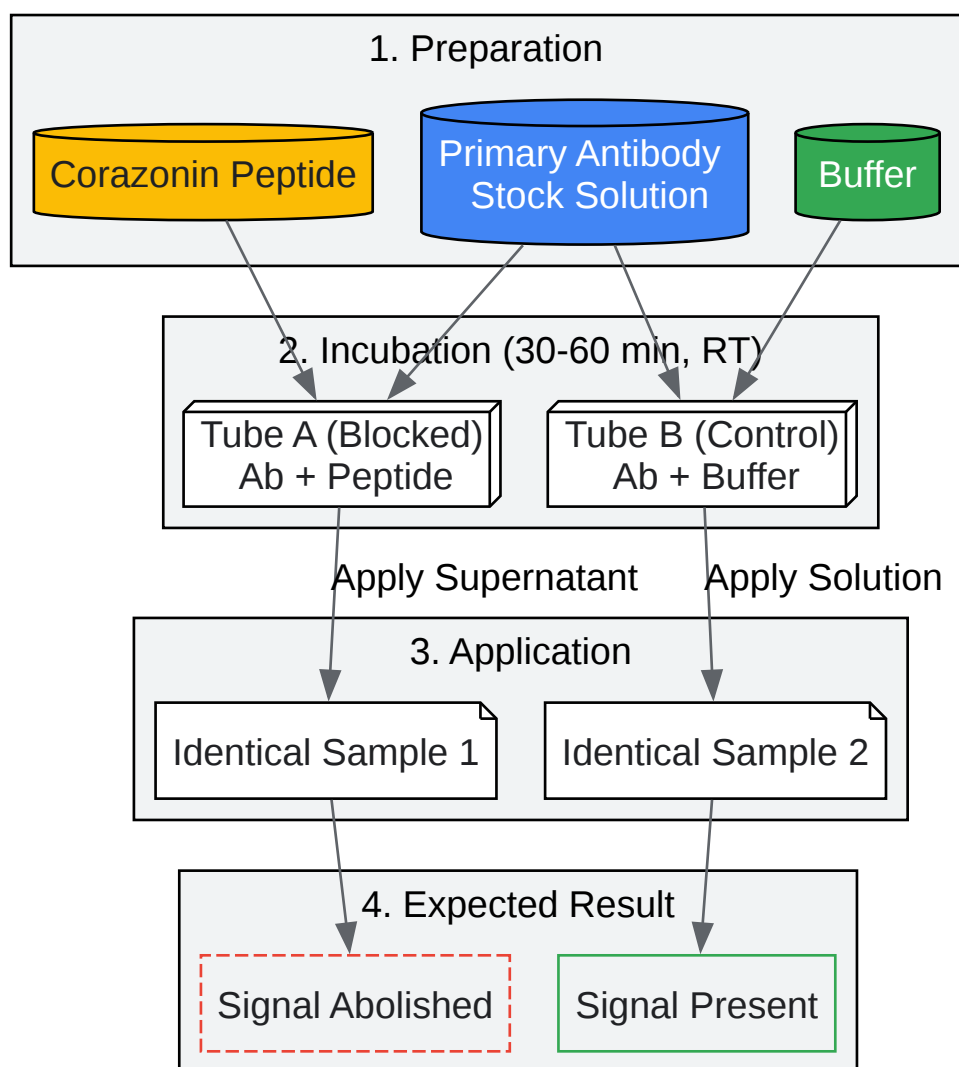 1. Preparation
Corazonin Peptide
Primary Antibody
Stock Solution
Buffer
2. Incubation (30-60 min, RT)
Tube A (Blocked)
Ab + Peptide
Tube B (Control)
Ab + Buffer
Apply Supernatant
Apply Solution
3. Application
Identical Sample 1
Identical Sample 2
4. Expected Result
Signal Abolished
Signal Present